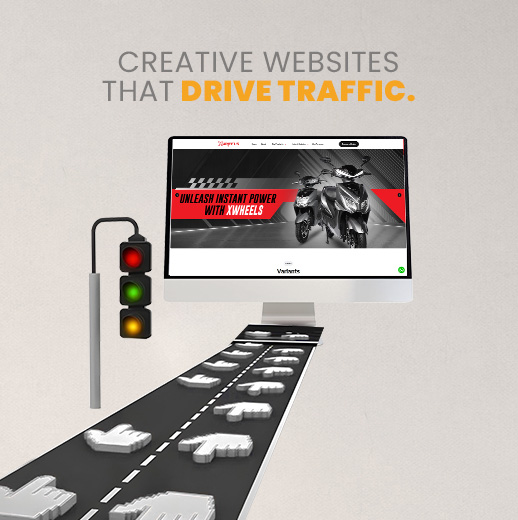 CREATIVE WEBSITES
THAT DRIVE TRAFFIC.
UNLEASH INSTANT POWER
WITH XWHEELS
Variants